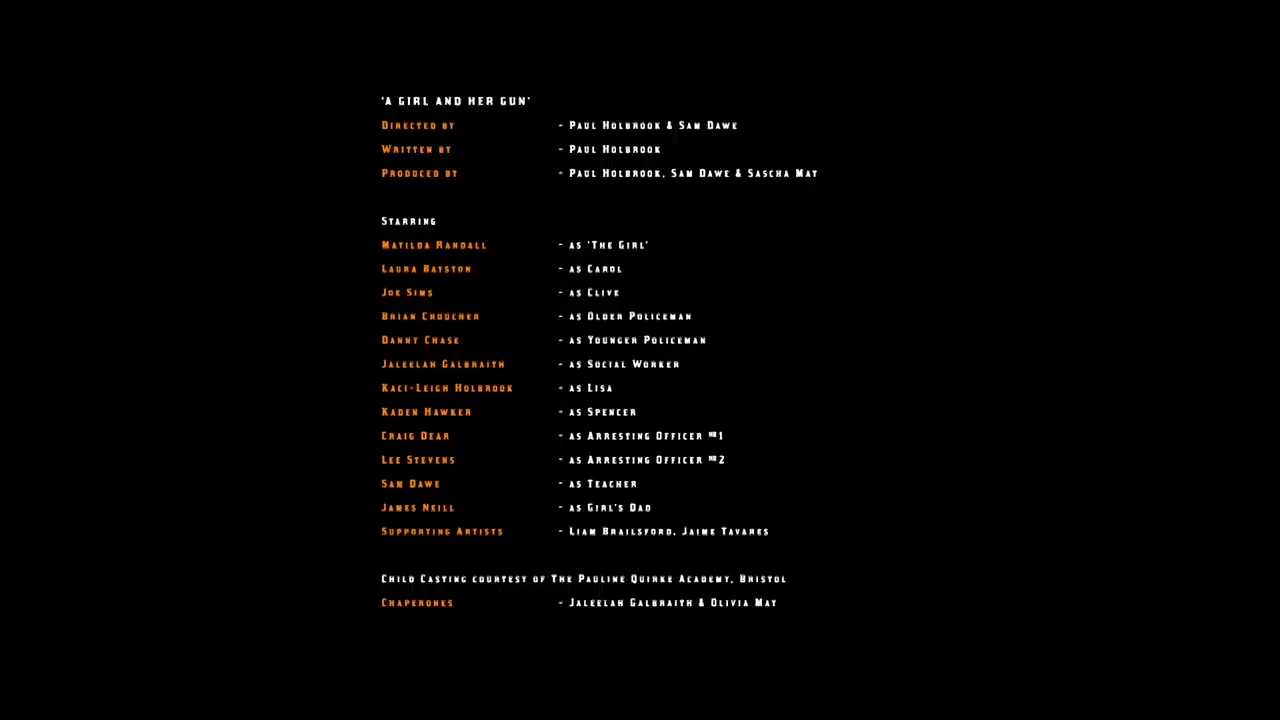 'A Girl and Her Gun'
Directed by - Paul Holbrook & Sam Dawe
Written by - Paul Holbrook
Produced by - Paul Holbrook, Sam Dawe & Sascha May
Starring
Matilda Randall - as 'The Girl'
Laura Bayston - as Carol
Joe Sims - as Clive
Brian Croucher - as Older Policeman
Danny Chase - as Younger Policeman
Jaleelah Galbraith - as Social Worker
Kaci-Leigh Holbrook - as Lisa
Kaden Hawker - as Spencer
Craig Dear - as Arresting Officer №1
Lee Stevens - as Arresting Officer №2
Sam Dawe - as Teacher
James Neill - as Girl's Dad
Supporting Artists - Liam Brailsford, Jaime Tavares
Child Casting courtesy of The Pauline Quirke Academy, Bristol
Chaperones - Jaleelah Galbraith & Olivia May